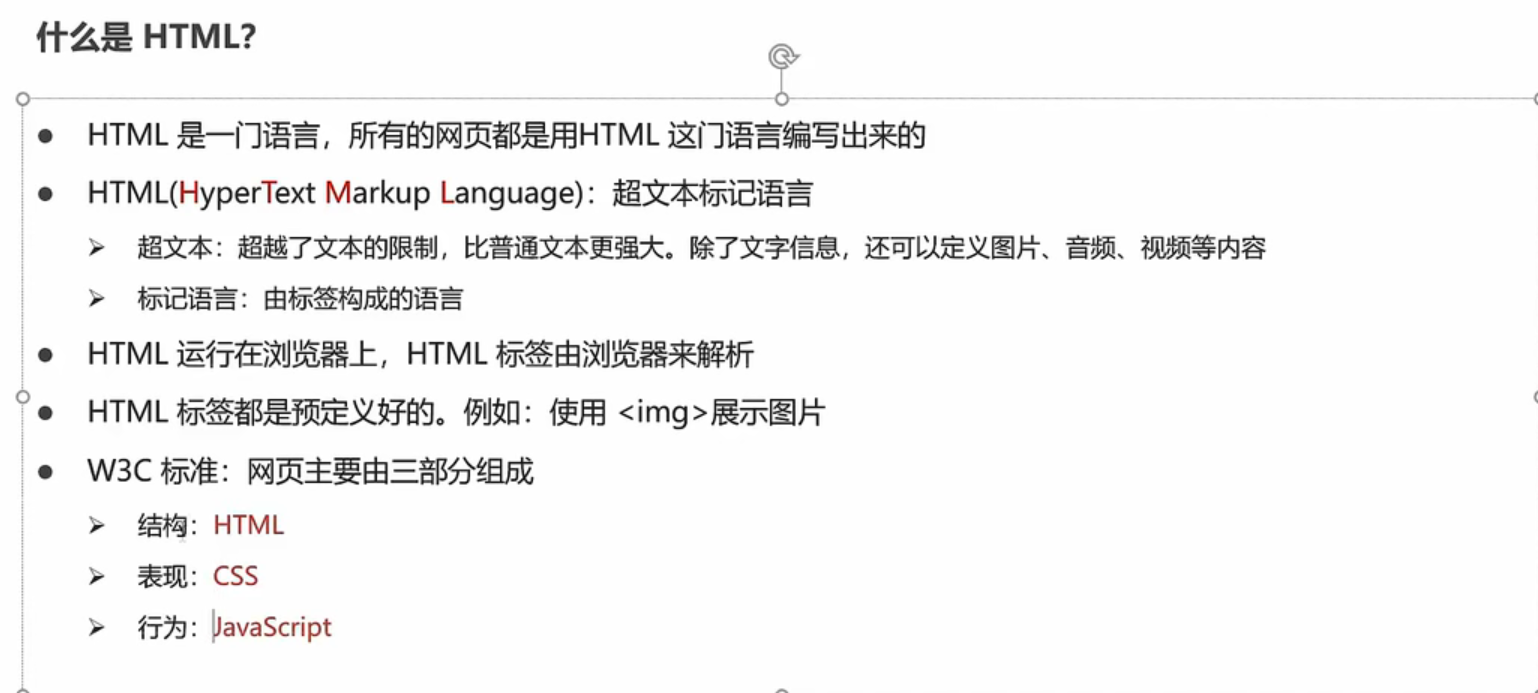 什么是 HTML?
● HTML 是一门语言，所有的网页都是用HTML 这门语言编写出来的
● HTML(HyperText Markup Language)：超文本标记语言
➢ 超文本：超越了文本的限制，比普通文本更强大。除了文字信息，还可以定义图片、音频、视频等内容
➢ 标记语言：由标签构成的语言
● HTML 运行在浏览器上，HTML 标签由浏览器来解析
● HTML 标签都是预定义好的。例如：使用 <img>展示图片
● W3C 标准：网页主要由三部分组成
➢ 结构：HTML
➢ 表现：CSS
➢ 行为：JavaScript